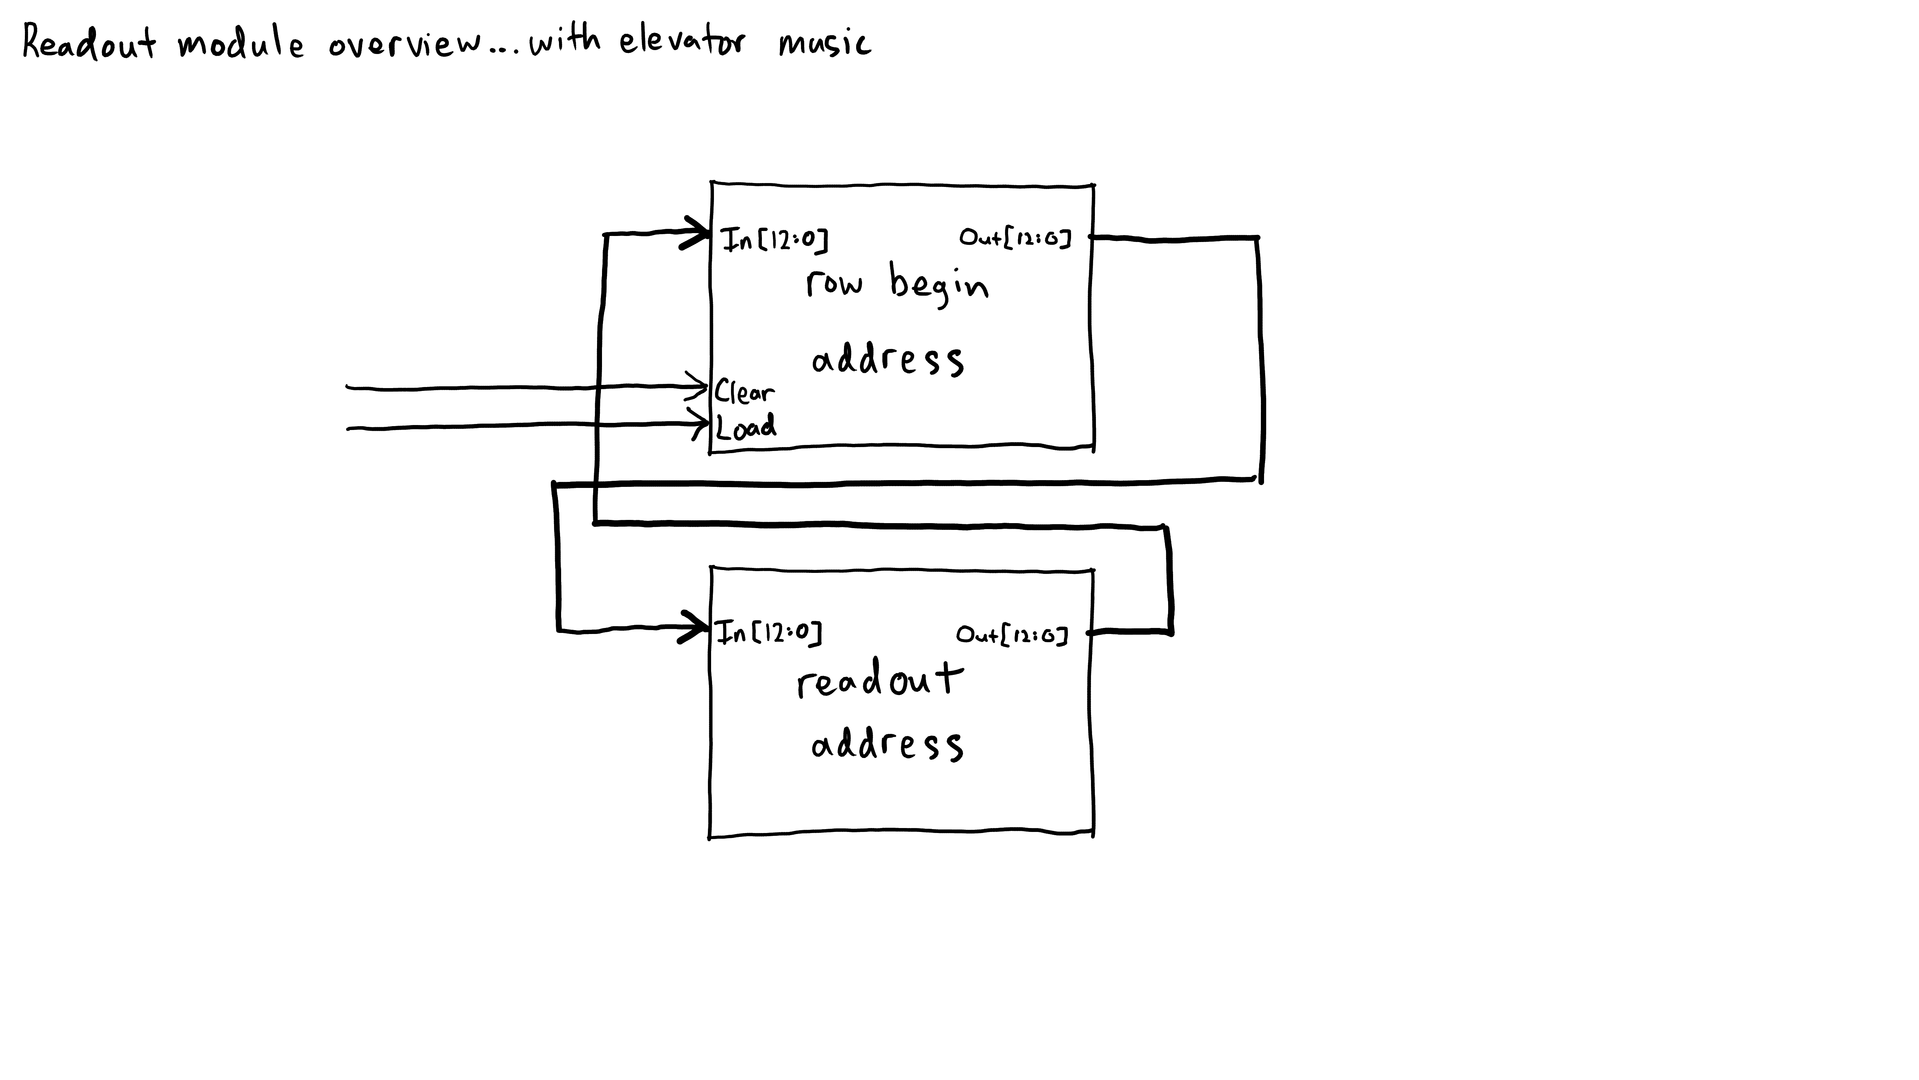 Readout module overview...with elevator music
In[12:0] Out[12:0]
row begin
address
Clear
Load
In[12:0] Out[12:0]
readout
address